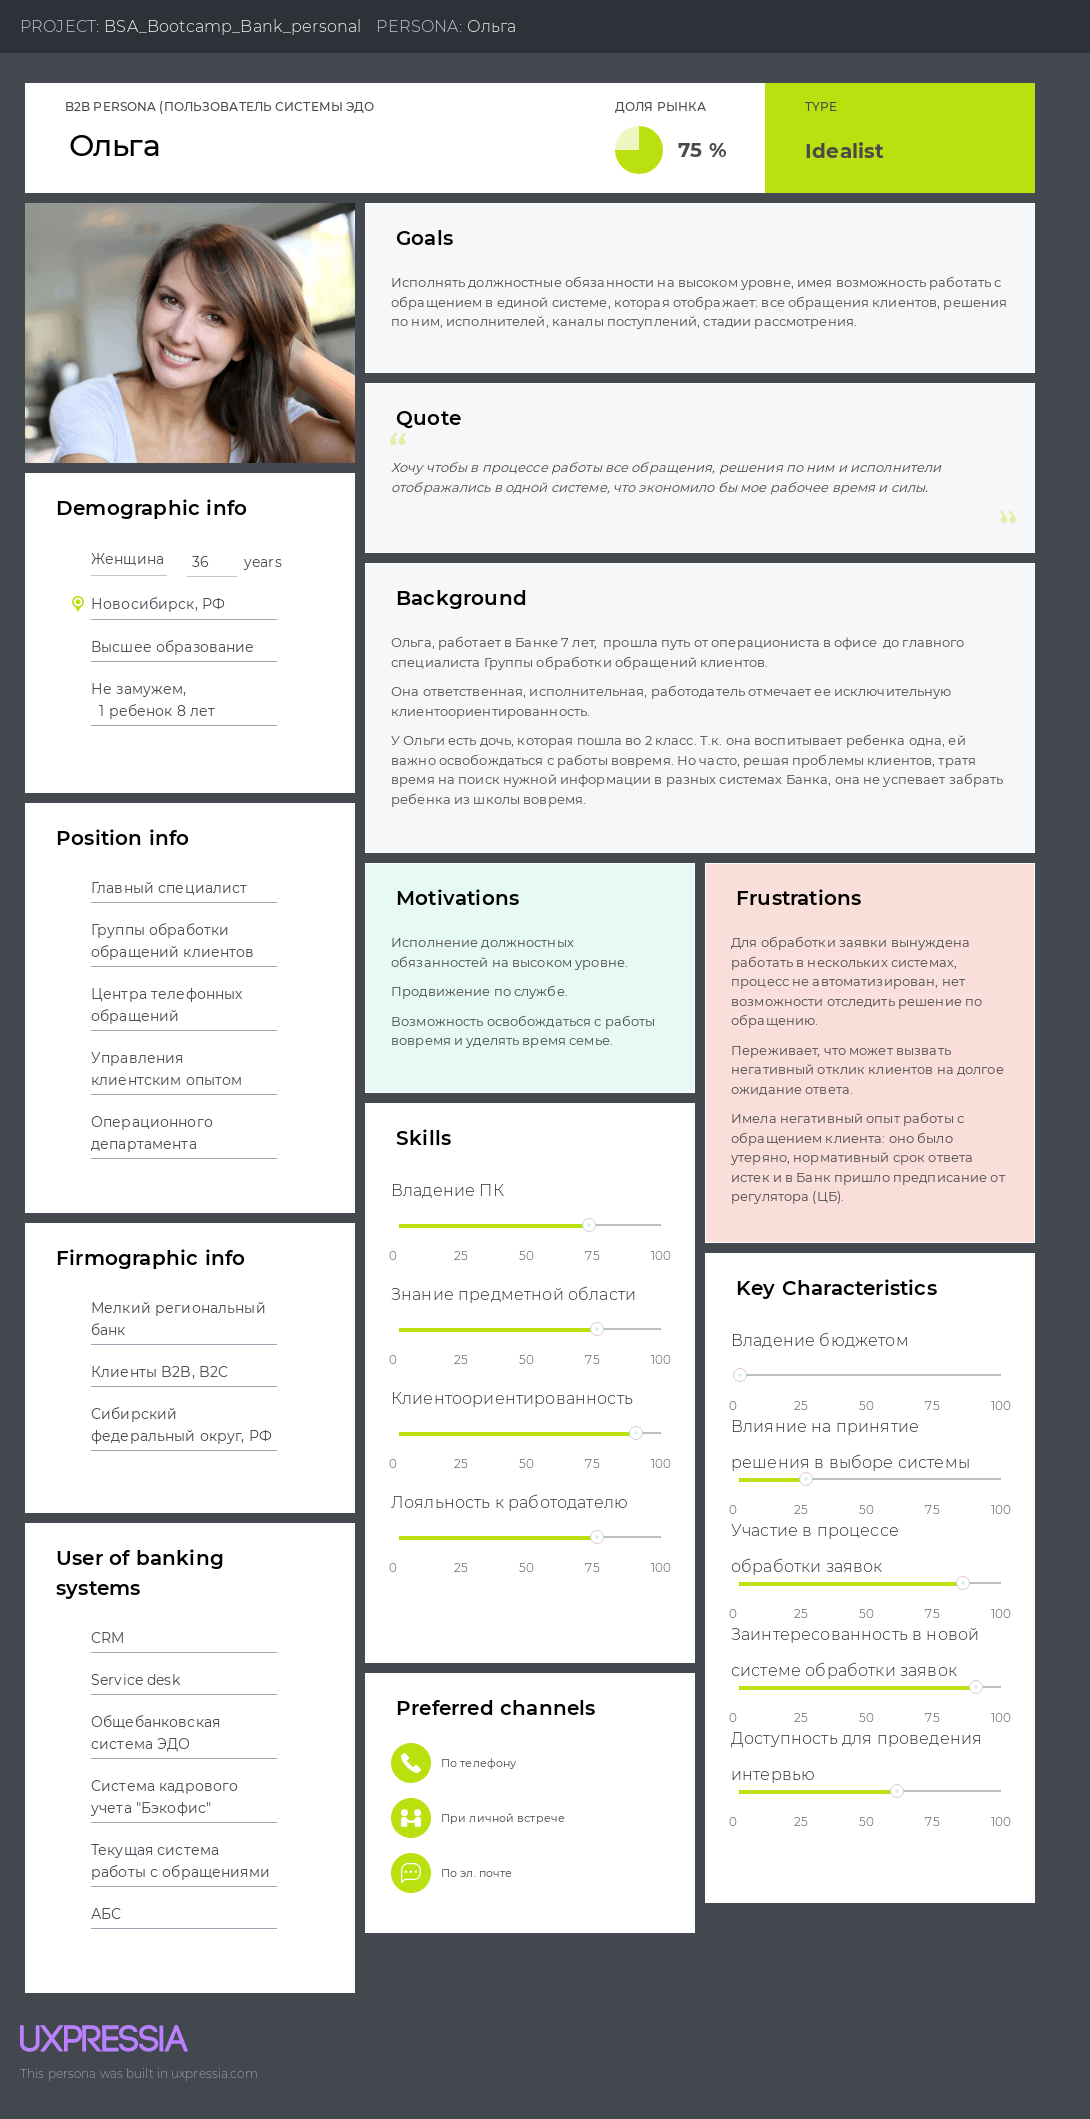 PROJECT: BSA_Bootcamp_Bank_personal PERSONA: Ольга
B2B PERSONA (ПОЛЬЗОВАТЕЛЬ СИСТЕМЫ ЭДО
Ольга
ДОЛЯ РЫНКА
75 %
TYPE
Idealist
Goals
Исполнять должностные обязанности на высоком уровне, имея возможность работать с
обращением в единой системе, которая отображает: все обращения клиентов, решения
по ним, исполнителей, каналы поступлений, стадии рассмотрения.
Quote
“
Хочу чтобы в процессе работы все обращения, решения по ним и исполнители
отображались в одной системе, что экономило бы мое рабочее время и силы.
”
Demographic info
Женщина 36 years
Новосибирск, РФ
Высшее образование
Не замужем,
1 ребенок 8 лет
Background
Ольга, работает в Банке 7 лет, прошла путь от операциониста в офисе до главного
специалиста Группы обработки обращений клиентов.
Она ответственная, исполнительная, работодатель отмечает ее исключительную
клиентоориентированность.
У Ольги есть дочь, которая пошла во 2 класс. Т.к. она воспитывает ребенка одна, ей
важно освобождаться с работы вовремя. Но часто, решая проблемы клиентов, тратя
время на поиск нужной информации в разных системах Банка, она не успевает забрать
ребенка из школы вовремя.
Position info
Главный специалист
Группы обработки
обращений клиентов
Центра телефонных
обращений
Управления
клиентским опытом
Операционного
департамента
Motivations
Исполнение должностных
обязанностей на высоком уровне.
Продвижение по службе.
Возможность освобождаться с работы
вовремя и уделять время семье.
Frustrations
Для обработки заявки вынуждена
работать в нескольких системах,
процесс не автоматизирован, нет
возможности отследить решение по
обращению.
Переживает, что может вызвать
негативный отклик клиентов на долгое
ожидание ответа.
Имела негативный опыт работы с
обращением клиента: оно было
утеряно, нормативный срок ответа
истек и в Банк пришло предписание от
регулятора (ЦБ).
Skills
Владение ПК
0 25 50 75 100
Знание предметной области
0 25 50 75 100
Клиентоориентированность
0 25 50 75 100
Лояльность к работодателю
0 25 50 75 100
Firmographic info
Мелкий региональный
банк
Клиенты B2B, B2C
Сибирский
федеральный округ, РФ
Key Characteristics
Владение бюджетом
0 25 50 75 100
Влияние на принятие
решения в выборе системы
0 25 50 75 100
Участие в процессе
обработки заявок
0 25 50 75 100
Заинтересованность в новой
системе обработки заявок
0 25 50 75 100
Доступность для проведения
интервью
0 25 50 75 100
User of banking
systems
CRM
Service desk
Общебанковская
система ЭДО
Система кадрового
учета "Бэкофис"
Текущая система
работы с обращениями
АБС
Preferred channels
По телефону
При личной встрече
По эл. почте
UXPRESSIA
This persona was built in uxpressia.com